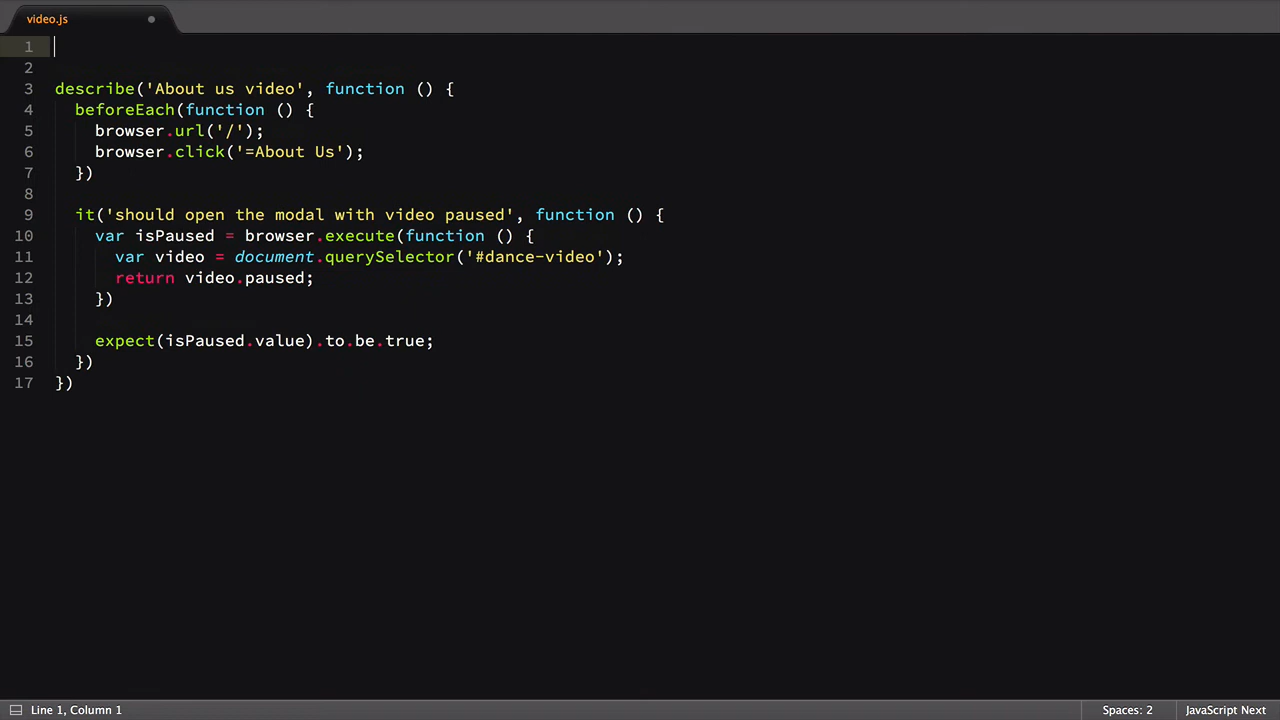 video.js
1
2
3 describe('About us video', function () {
4 beforeEach(function () {
5 browser.url('/');
6 browser.click('=About Us');
7 })
8
9 it('should open the modal with video paused', function () {
10 var isPaused = browser.execute(function () {
11 var video = document.querySelector('#dance-video');
12 return video.paused;
13 })
14
15 expect(isPaused.value).to.be.true;
16 })
17 })
Line 1, Column 1 Spaces: 2 JavaScript Next